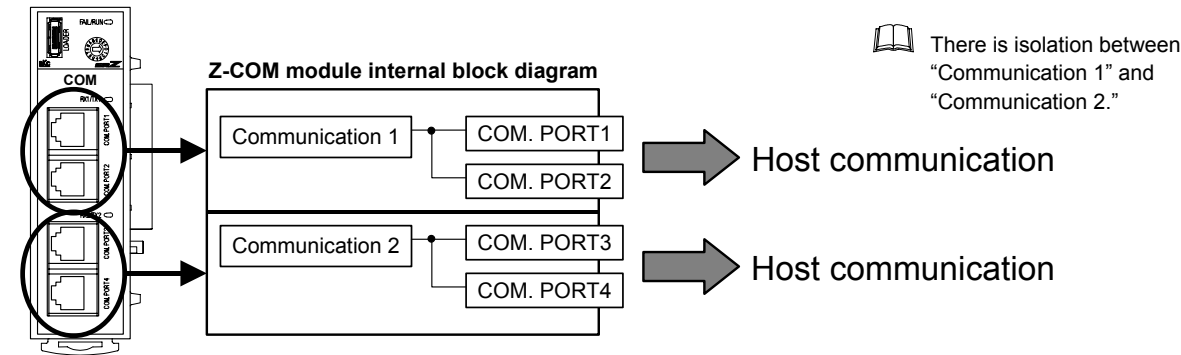 FAIL/RUN
LOADER
COM
RX1/TX1
COM.PORT1
COM.PORT2
COM.PORT4
Z-COM module internal block diagram
Communication 1
COM. PORT1
COM. PORT2
Communication 2
COM. PORT3
COM. PORT4
Host communication
Host communication
There is isolation between
“Communication 1” and
“Communication 2.”